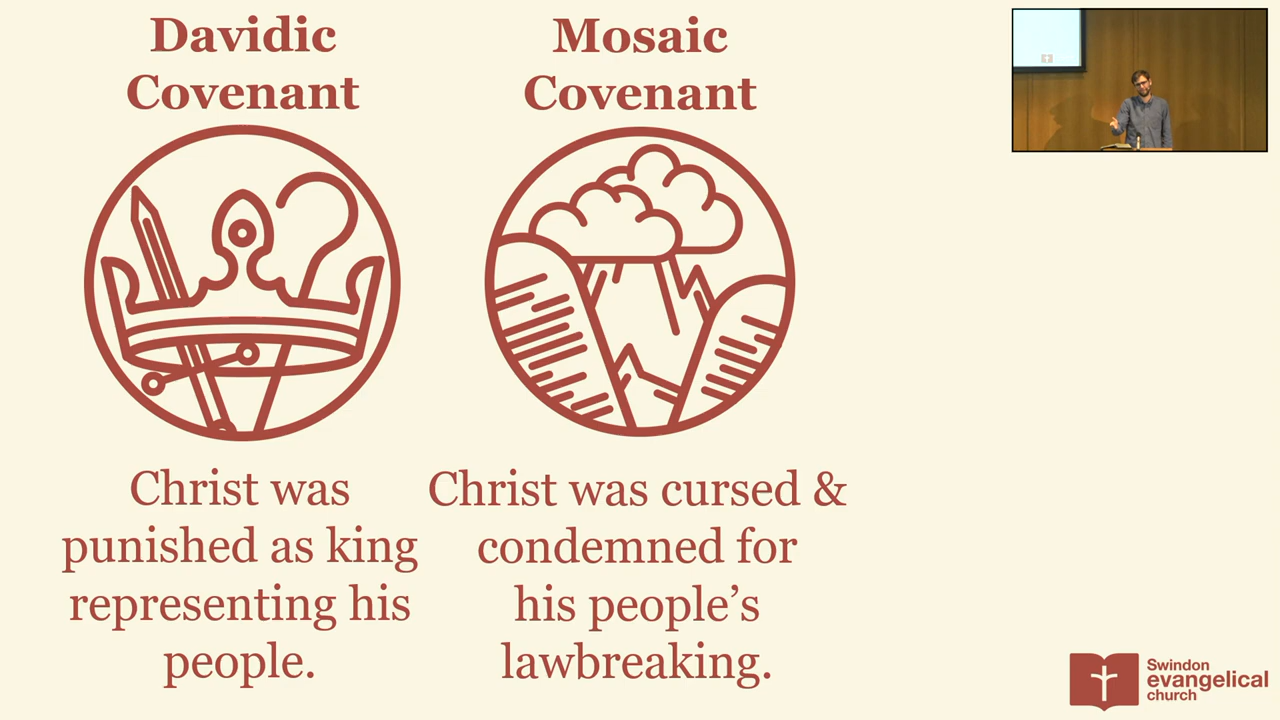 Davidic
Covenant
Christ was
punished as king
representing his
people.
Mosaic
Covenant
Christ was cursed &
condemned for
his people’s
lawbreaking.
Swindon
evangelical
church